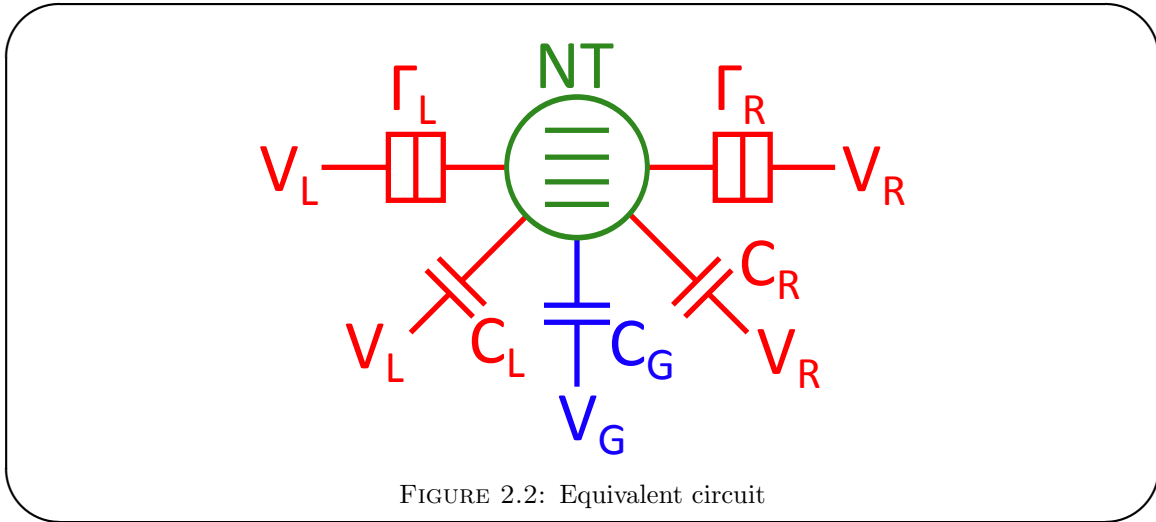 NT
Γ_L
Γ_R
V_L
V_R
C_R
C_L
C_G
V_L
V_R
V_G
FIGURE 2.2: Equivalent circuit